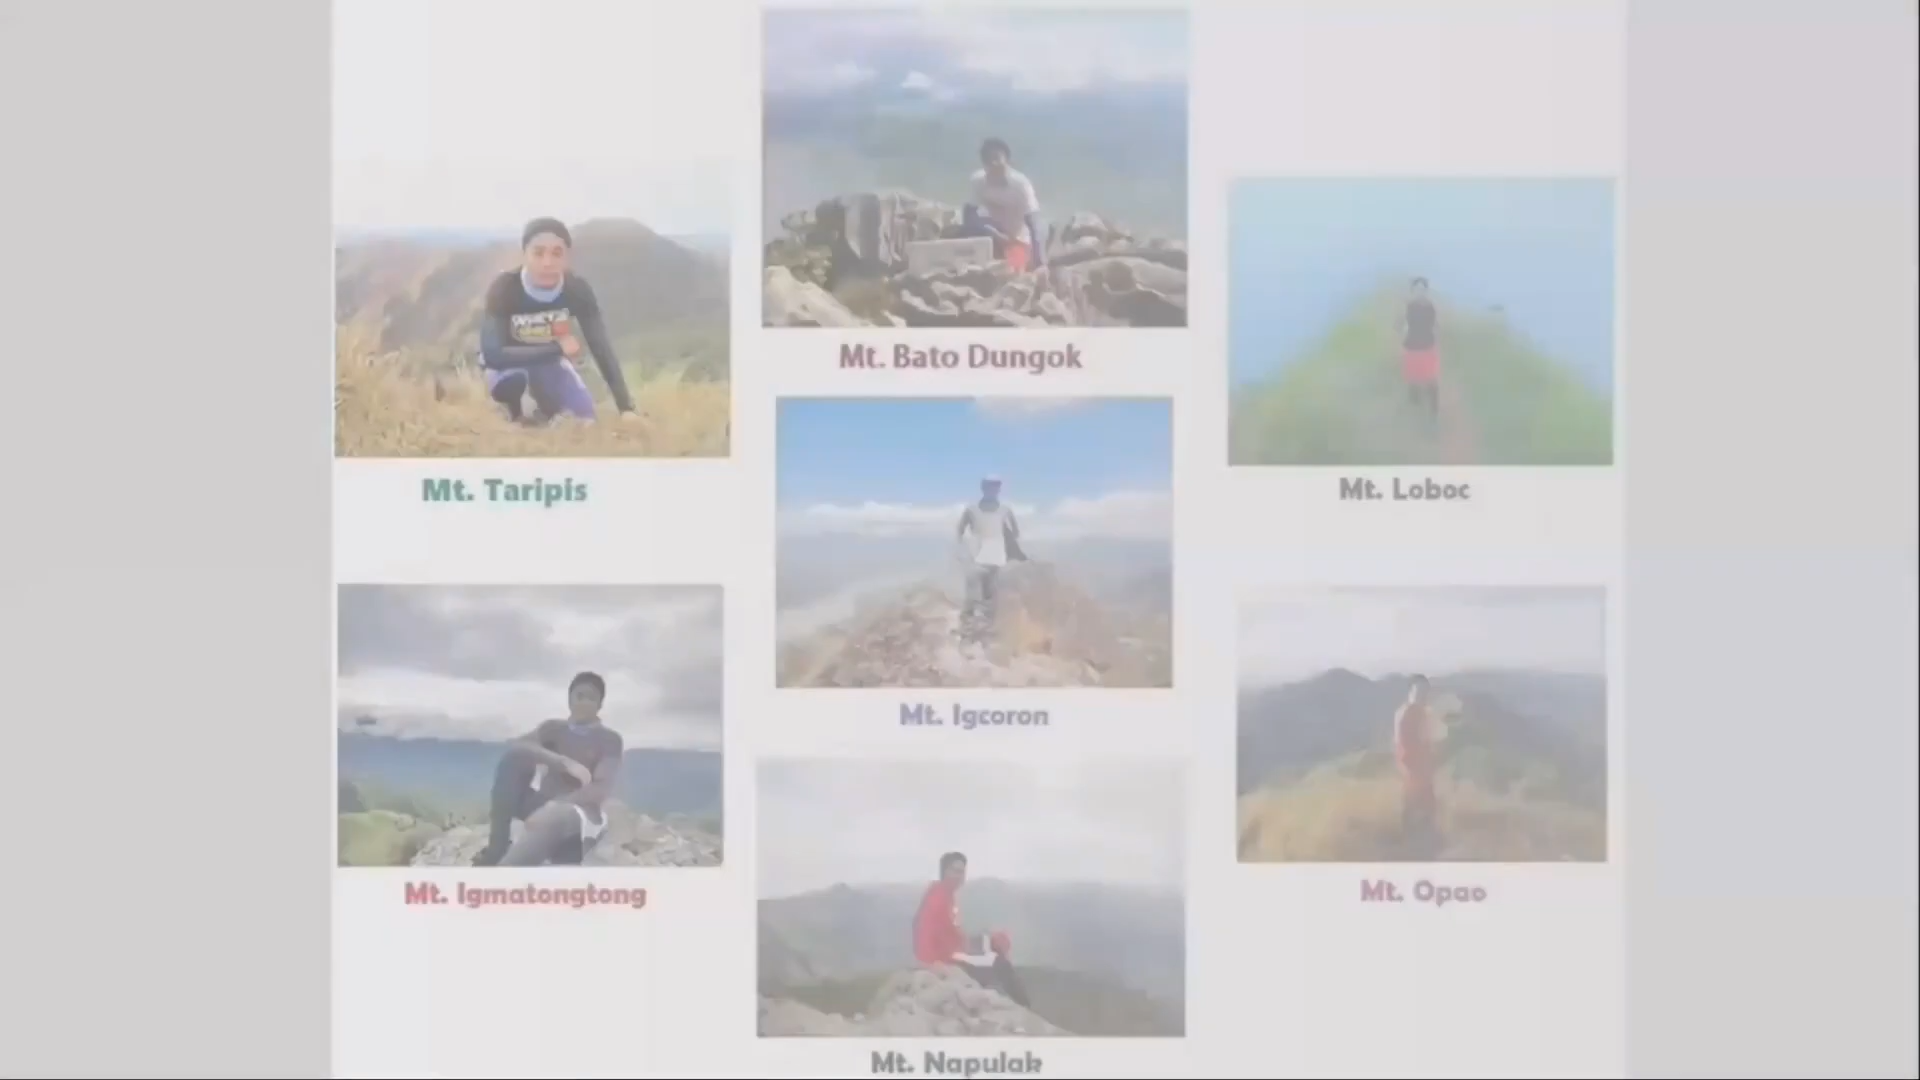 Mt. Bato Dungok
Mt. Taripis
Mt. Loboc
Mt. Igcoron
Mt. Igmatongtong
Mt. Opao
Mt. Napulak